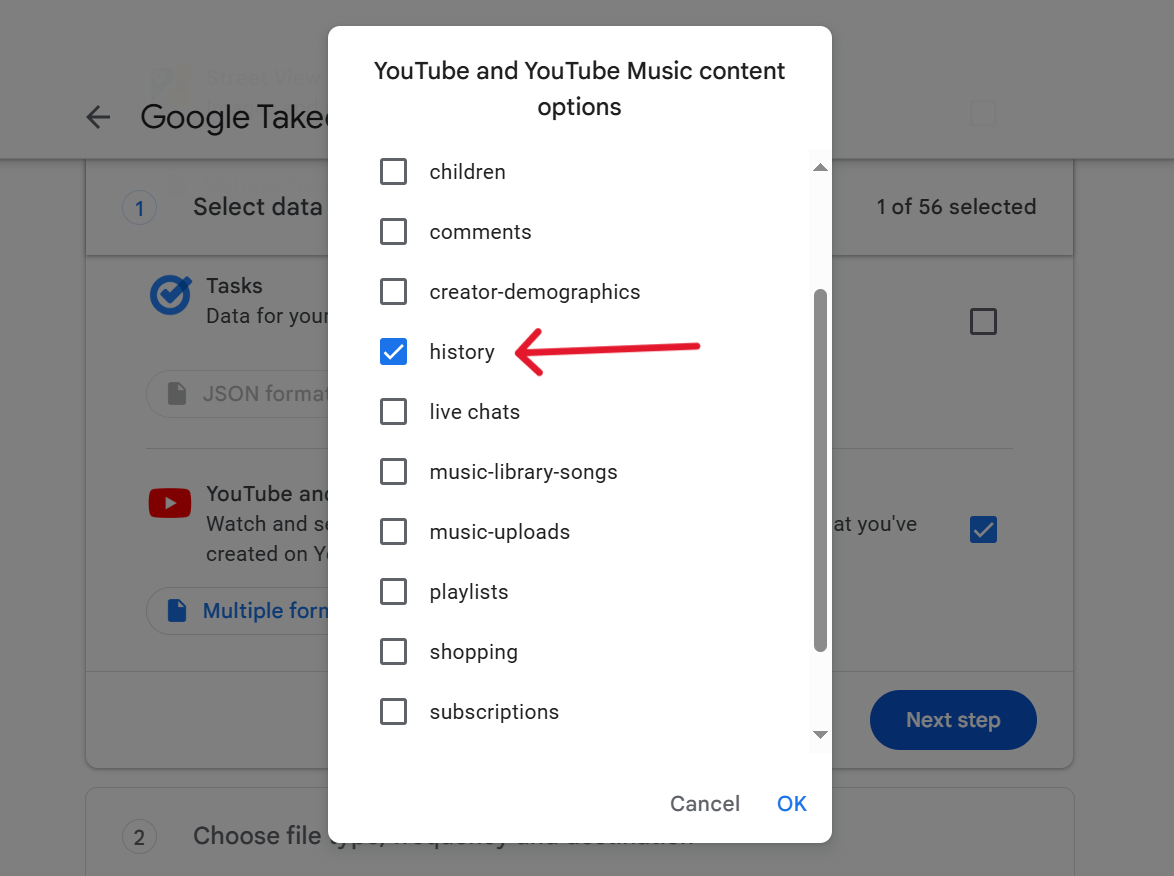 YouTube and YouTube Music content
options
Street View
Google Takeo
children
1
Select data
1 of 56 selected
comments
Tasks
Data for your
creator-demographics
history
JSON format
live chats
music-library-songs
YouTube and
Watch and se
at you've
created on Yo
music-uploads
playlists
Multiple form
shopping
subscriptions
Next step
Cancel
OK
2
Choose file type, frequency and destination